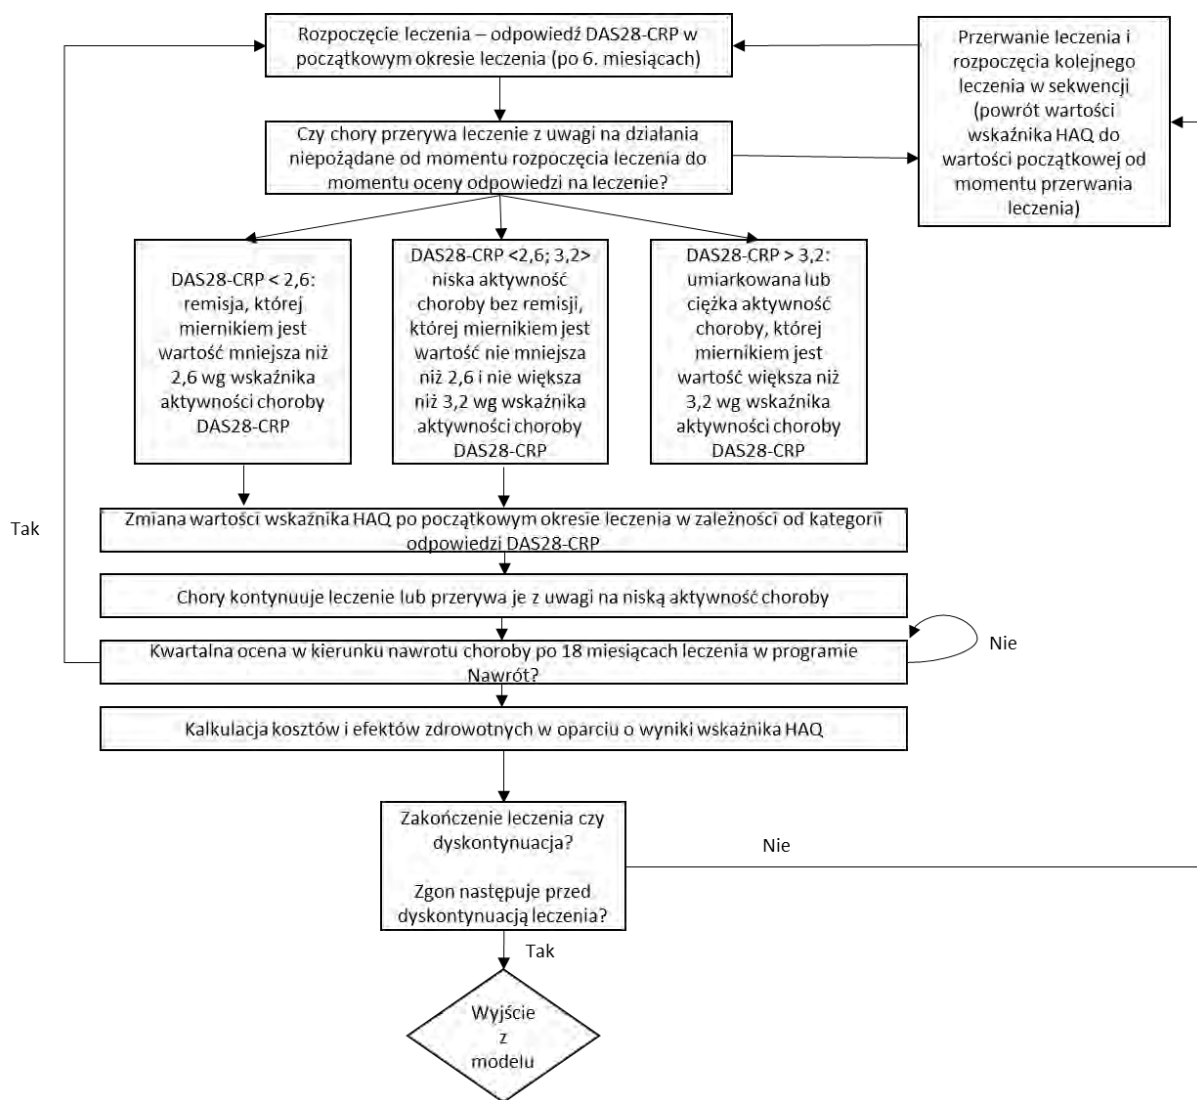 Rozpoczęcie leczenia – odpowiedź DAS28-CRP w
początkowym okresie leczenia (po 6. miesiącach)
Przerwanie leczenia i
rozpoczęcia kolejnego
leczenia w sekwencji
(powrót wartości
wskaźnika HAQ do
wartości początkowej od
momentu przerwania
leczenia)
Czy chory przerywa leczenie z uwagi na działania
niepożądane od momentu rozpoczęcia leczenia do
momentu oceny odpowiedzi na leczenie?
DAS28-CRP < 2,6:
remisja, której
miernikiem jest
wartość mniejsza niż
2,6 wg wskaźnika
aktywności choroby
DAS28-CRP
DAS28-CRP <2,6; 3,2>
niska aktywność
choroby bez remisji,
której miernikiem jest
wartość nie mniejsza
niż 2,6 i nie większa
niż 3,2 wg wskaźnika
aktywności choroby
DAS28-CRP
DAS28-CRP > 3,2:
umiarkowana lub
ciężka aktywność
choroby, której
miernikiem jest
wartość większa niż
3,2 wg wskaźnika
aktywności choroby
DAS28-CRP
Tak
Zmiana wartości wskaźnika HAQ po początkowym okresie leczenia w zależności od kategorii
odpowiedzi DAS28-CRP
Chory kontynuuje leczenie lub przerywa je z uwagi na niską aktywność choroby
Kwartalna ocena w kierunku nawrotu choroby po 18 miesiącach leczenia w programie
Nawrót?
Nie
Kalkulacja kosztów i efektów zdrowotnych w oparciu o wyniki wskaźnika HAQ
Zakończenie leczenia czy
dyskontynuacja?
Zgon następuje przed
dyskontynuacją leczenia?
Nie
Tak
Wyjście
z
modelu